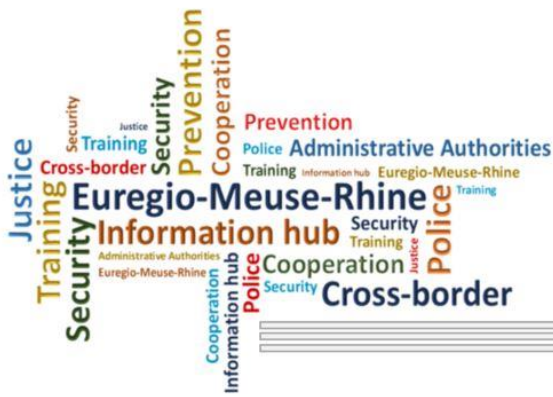 Prevention
Cooperation
Security
Security
Justice
Training
Prevention
Police Administrative Authorities
Cross-border
Training Information hub Euregio-Meuse-Rhine
Justice
Training
Euregio-Meuse-Rhine
Police
Training
Security
Information hub
Security
Training
Justice
Administrative Authorities
Euregio-Meuse-Rhine
Cooperation
Information hub
Police
Cooperation
Security
Cross-border